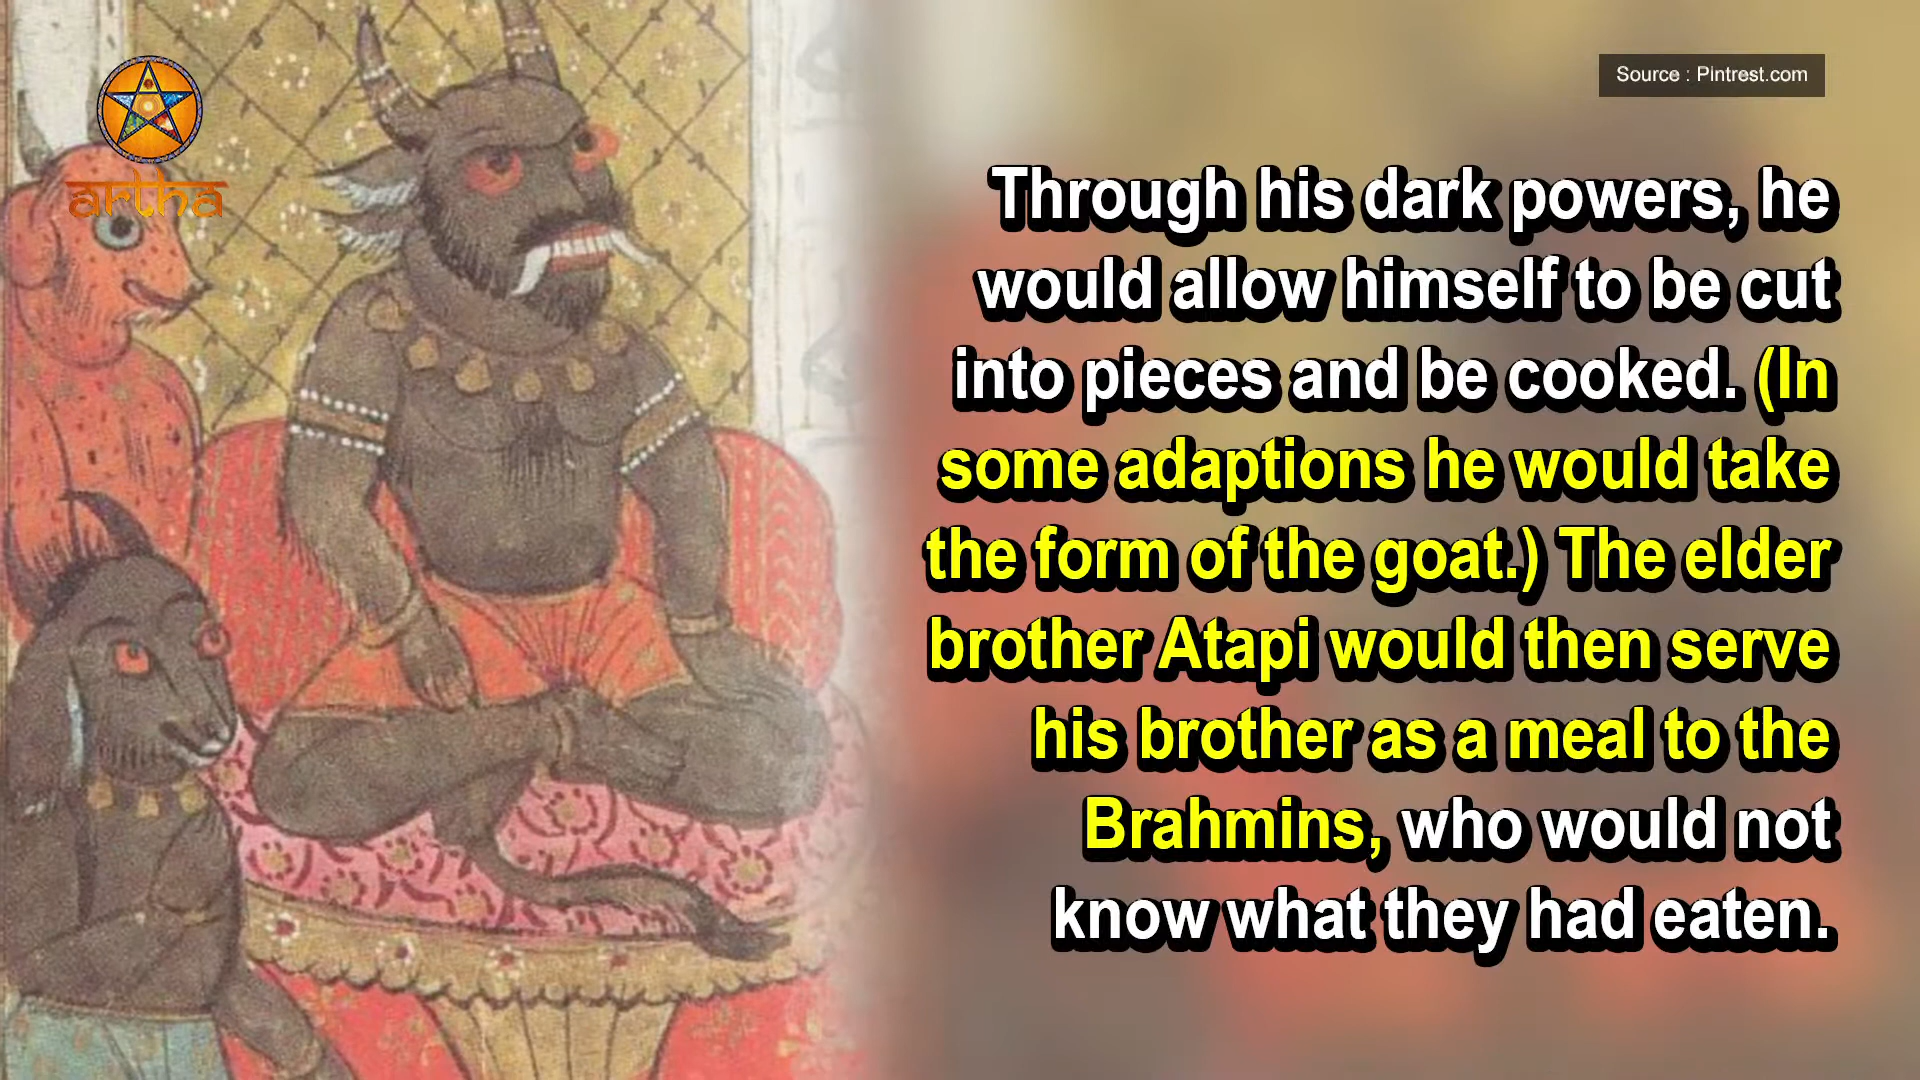 artha
Source : Pintrest.com
Through his dark powers, he
would allow himself to be cut
into pieces and be cooked. (In
some adaptions he would take
the form of the goat.) The elder
brother Atapi would then serve
his brother as a meal to the
Brahmins, who would not
know what they had eaten.